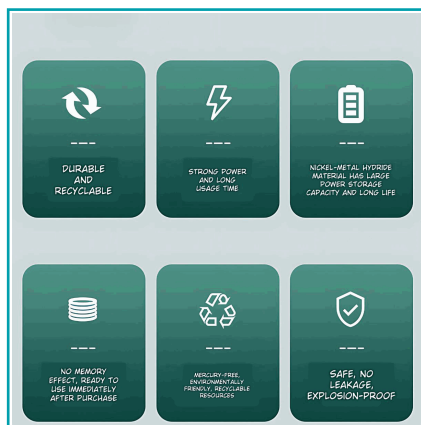 DURABLE
AND
RECYCLABLE
STRONG POWER
AND LONG
USAGE TIME
NICKEL-METAL HYDRIDE
MATERIAL HAS LARGE
POWER STORAGE
CAPACITY AND LONG LIFE
NO MEMORY
EFFECT, READY TO
USE IMMEDIATELY
AFTER PURCHASE
MERCURY-FREE,
ENVIRONMENTALLY
FRIENDLY, RECYCLABLE
RESOURCES
SAFE, NO
LEAKAGE,
EXPLOSION-PROOF